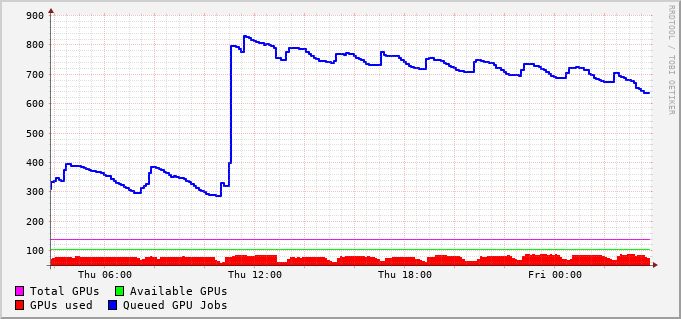 900
800
700
600
500
400
300
200
100
Thu 06:00 Thu 12:00 Thu 18:00 Fri 00:00
Total GPUs Available GPUs
GPUs used Queued GPU Jobs
RRDTOOL / TOBI OETIKER